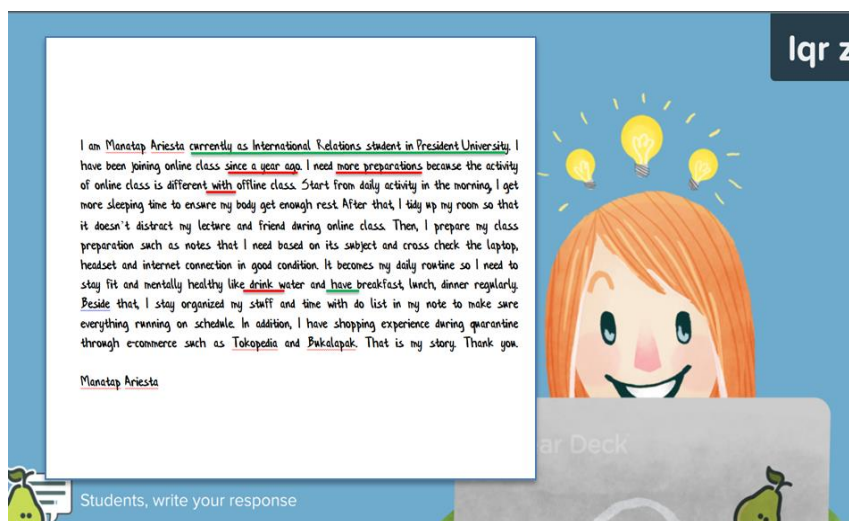 lqr z
I am Manatap Ariesta currently as International Relations student in President University. I
have been joining online class since a year ago. I need more preparations because the activity
of online class is different with offline class. Start from daily activity in the morning, I get
more sleeping time to ensure my body get enough rest. After that, I tidy up my room so that
it doesn't distract my lecture and friend during online class. Then, I prepare my class
preparation such as notes that I need based on its subject and cross check the laptop,
headset and internet connection in good condition. It becomes my daily routine so I need to
stay fit and mentally healthy like drink water and have breakfast, lunch, dinner regularly.
Beside that, I stay organized my stuff and time with do list in my note to make sure
everything running on schedule. In addition, I have shopping experience during quarantine
through e-commerce such as Tokopedia and Bukalapak. That is my story. Thank you.
Manatap Ariesta
ar Deck
Students, write your response